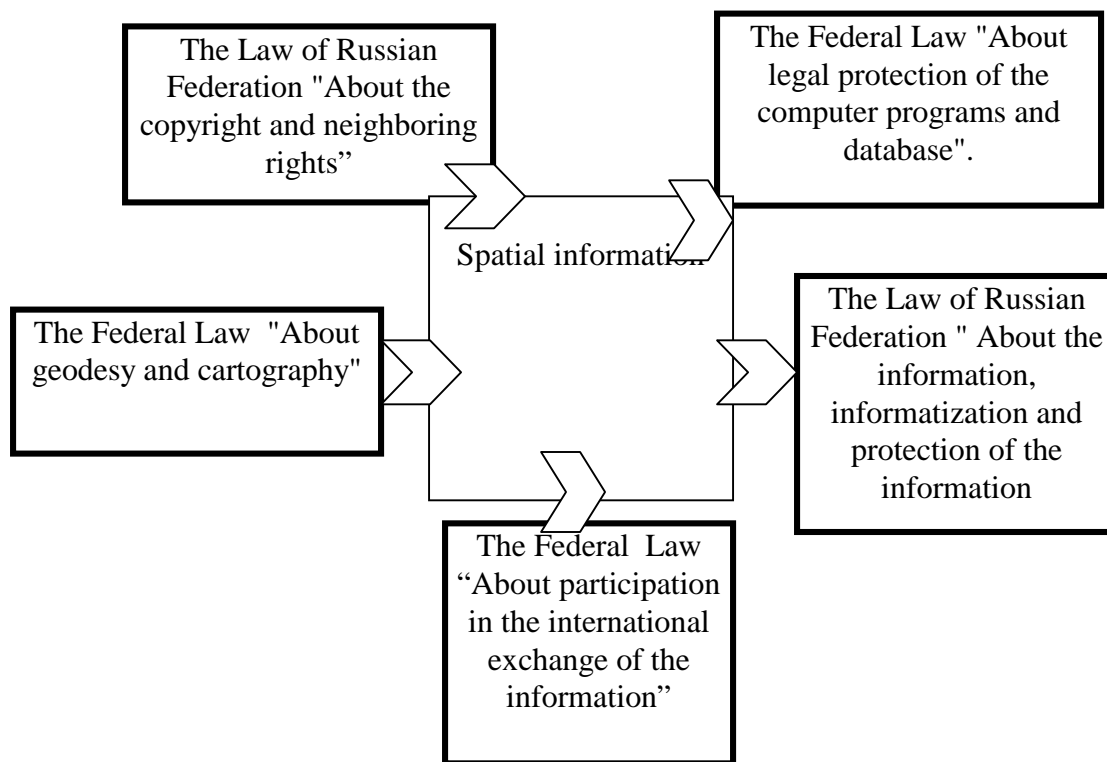 The Law of Russian
Federation "About the
copyright and neighboring
rights”
The Federal Law "About
legal protection of the
computer programs and
database".
Spatial information
The Federal Law "About
geodesy and cartography"
The Law of Russian
Federation " About the
information,
informatization and
protection of the
information
The Federal Law
“About participation
in the international
exchange of the
information”